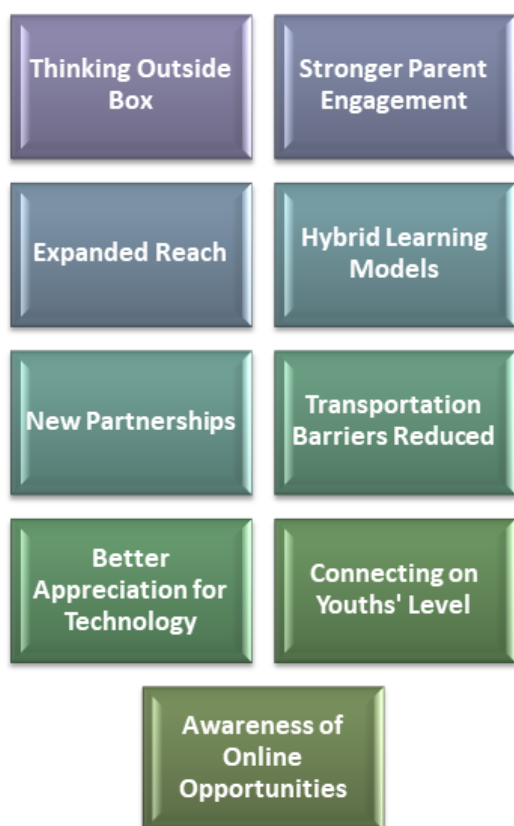 Thinking Outside
Box
Stronger Parent
Engagement
Expanded Reach
Hybrid Learning
Models
New Partnerships
Transportation
Barriers Reduced
Better
Appreciation for
Technology
Connecting on
Youths' Level
Awareness of
Online
Opportunities